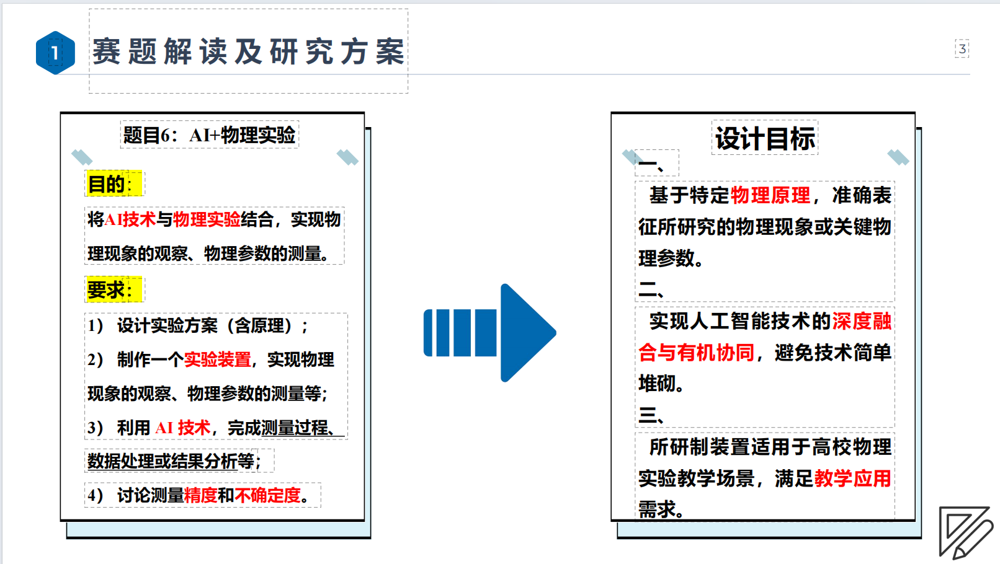 1
赛题解读及研究方案
3
题目6：AI+物理实验
目的：
将AI技术与物理实验结合，实现物
理现象的观察、物理参数的测量。
要求：
1） 设计实验方案（含原理）；
2） 制作一个实验装置，实现物理
现象的观察、物理参数的测量等；
3） 利用 AI 技术，完成测量过程、
数据处理或结果分析等；
4） 讨论测量精度和不确定度。
设计目标
一、
基于特定物理原理，准确表
征所研究的物理现象或关键物
理参数。
二、
实现人工智能技术的深度融
合与有机协同，避免技术简单
堆砌。
三、
所研制装置适用于高校物理
实验教学场景，满足教学应用
需求。